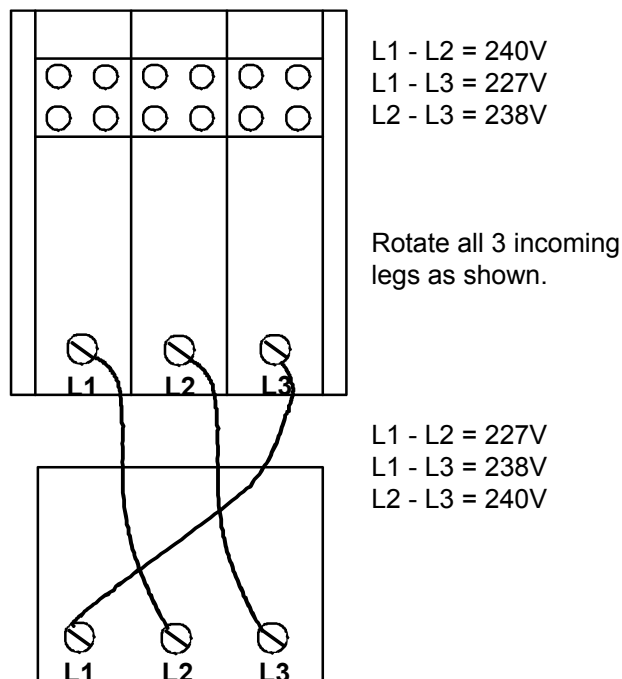 L1 - L2 = 240V
L1 - L3 = 227V
L2 - L3 = 238V
Rotate all 3 incoming
legs as shown.
L1 L2 L3
L1 - L2 = 227V
L1 - L3 = 238V
L2 - L3 = 240V
L1 L2 L3